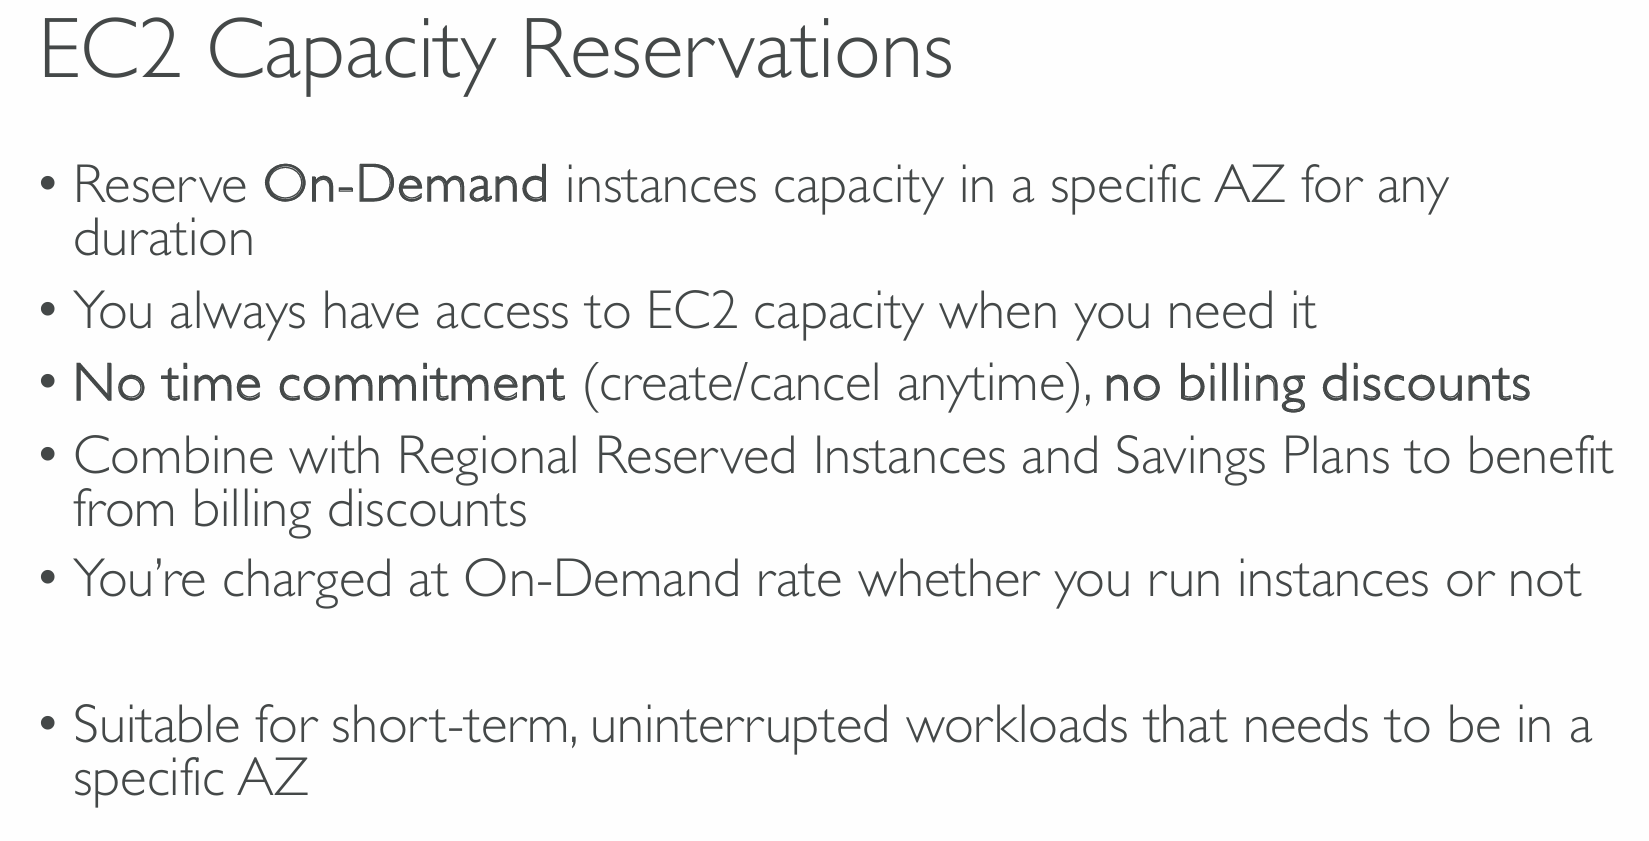 EC2 Capacity Reservations
• Reserve On-Demand instances capacity in a specific AZ for any
duration
• You always have access to EC2 capacity when you need it
• No time commitment (create/cancel anytime), no billing discounts
• Combine with Regional Reserved Instances and Savings Plans to benefit
from billing discounts
• You’re charged at On-Demand rate whether you run instances or not
• Suitable for short-term, uninterrupted workloads that needs to be in a
specific AZ